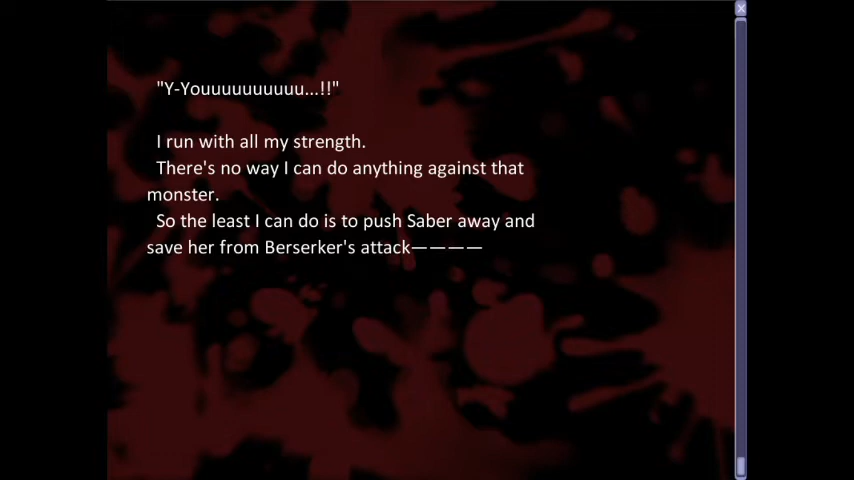 "Y-Youuuuuuuuuu...!!"
I run with all my strength.
There's no way I can do anything against that
monster.
So the least I can do is to push Saber away and
save her from Berserker's attack————